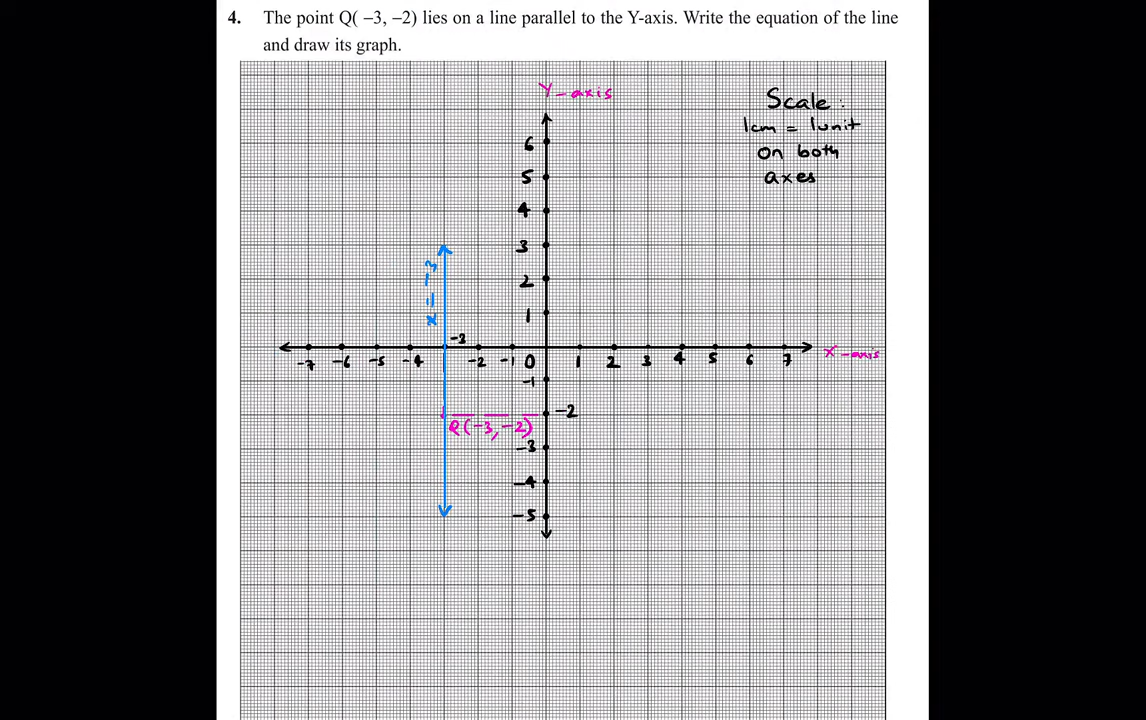 4. The point Q( –3, –2) lies on a line parallel to the Y-axis. Write the equation of the line
and draw its graph.
Y-axis
Scale :
1cm = 1unit
on both
axes
6
5
4
3
2
1
x = -3
-3
-7 -6 -5 -4 -2 -1 0 1 2 3 4 5 6 7 X-axis
-1
-2
Q(-3,-2)
-3
-4
-5